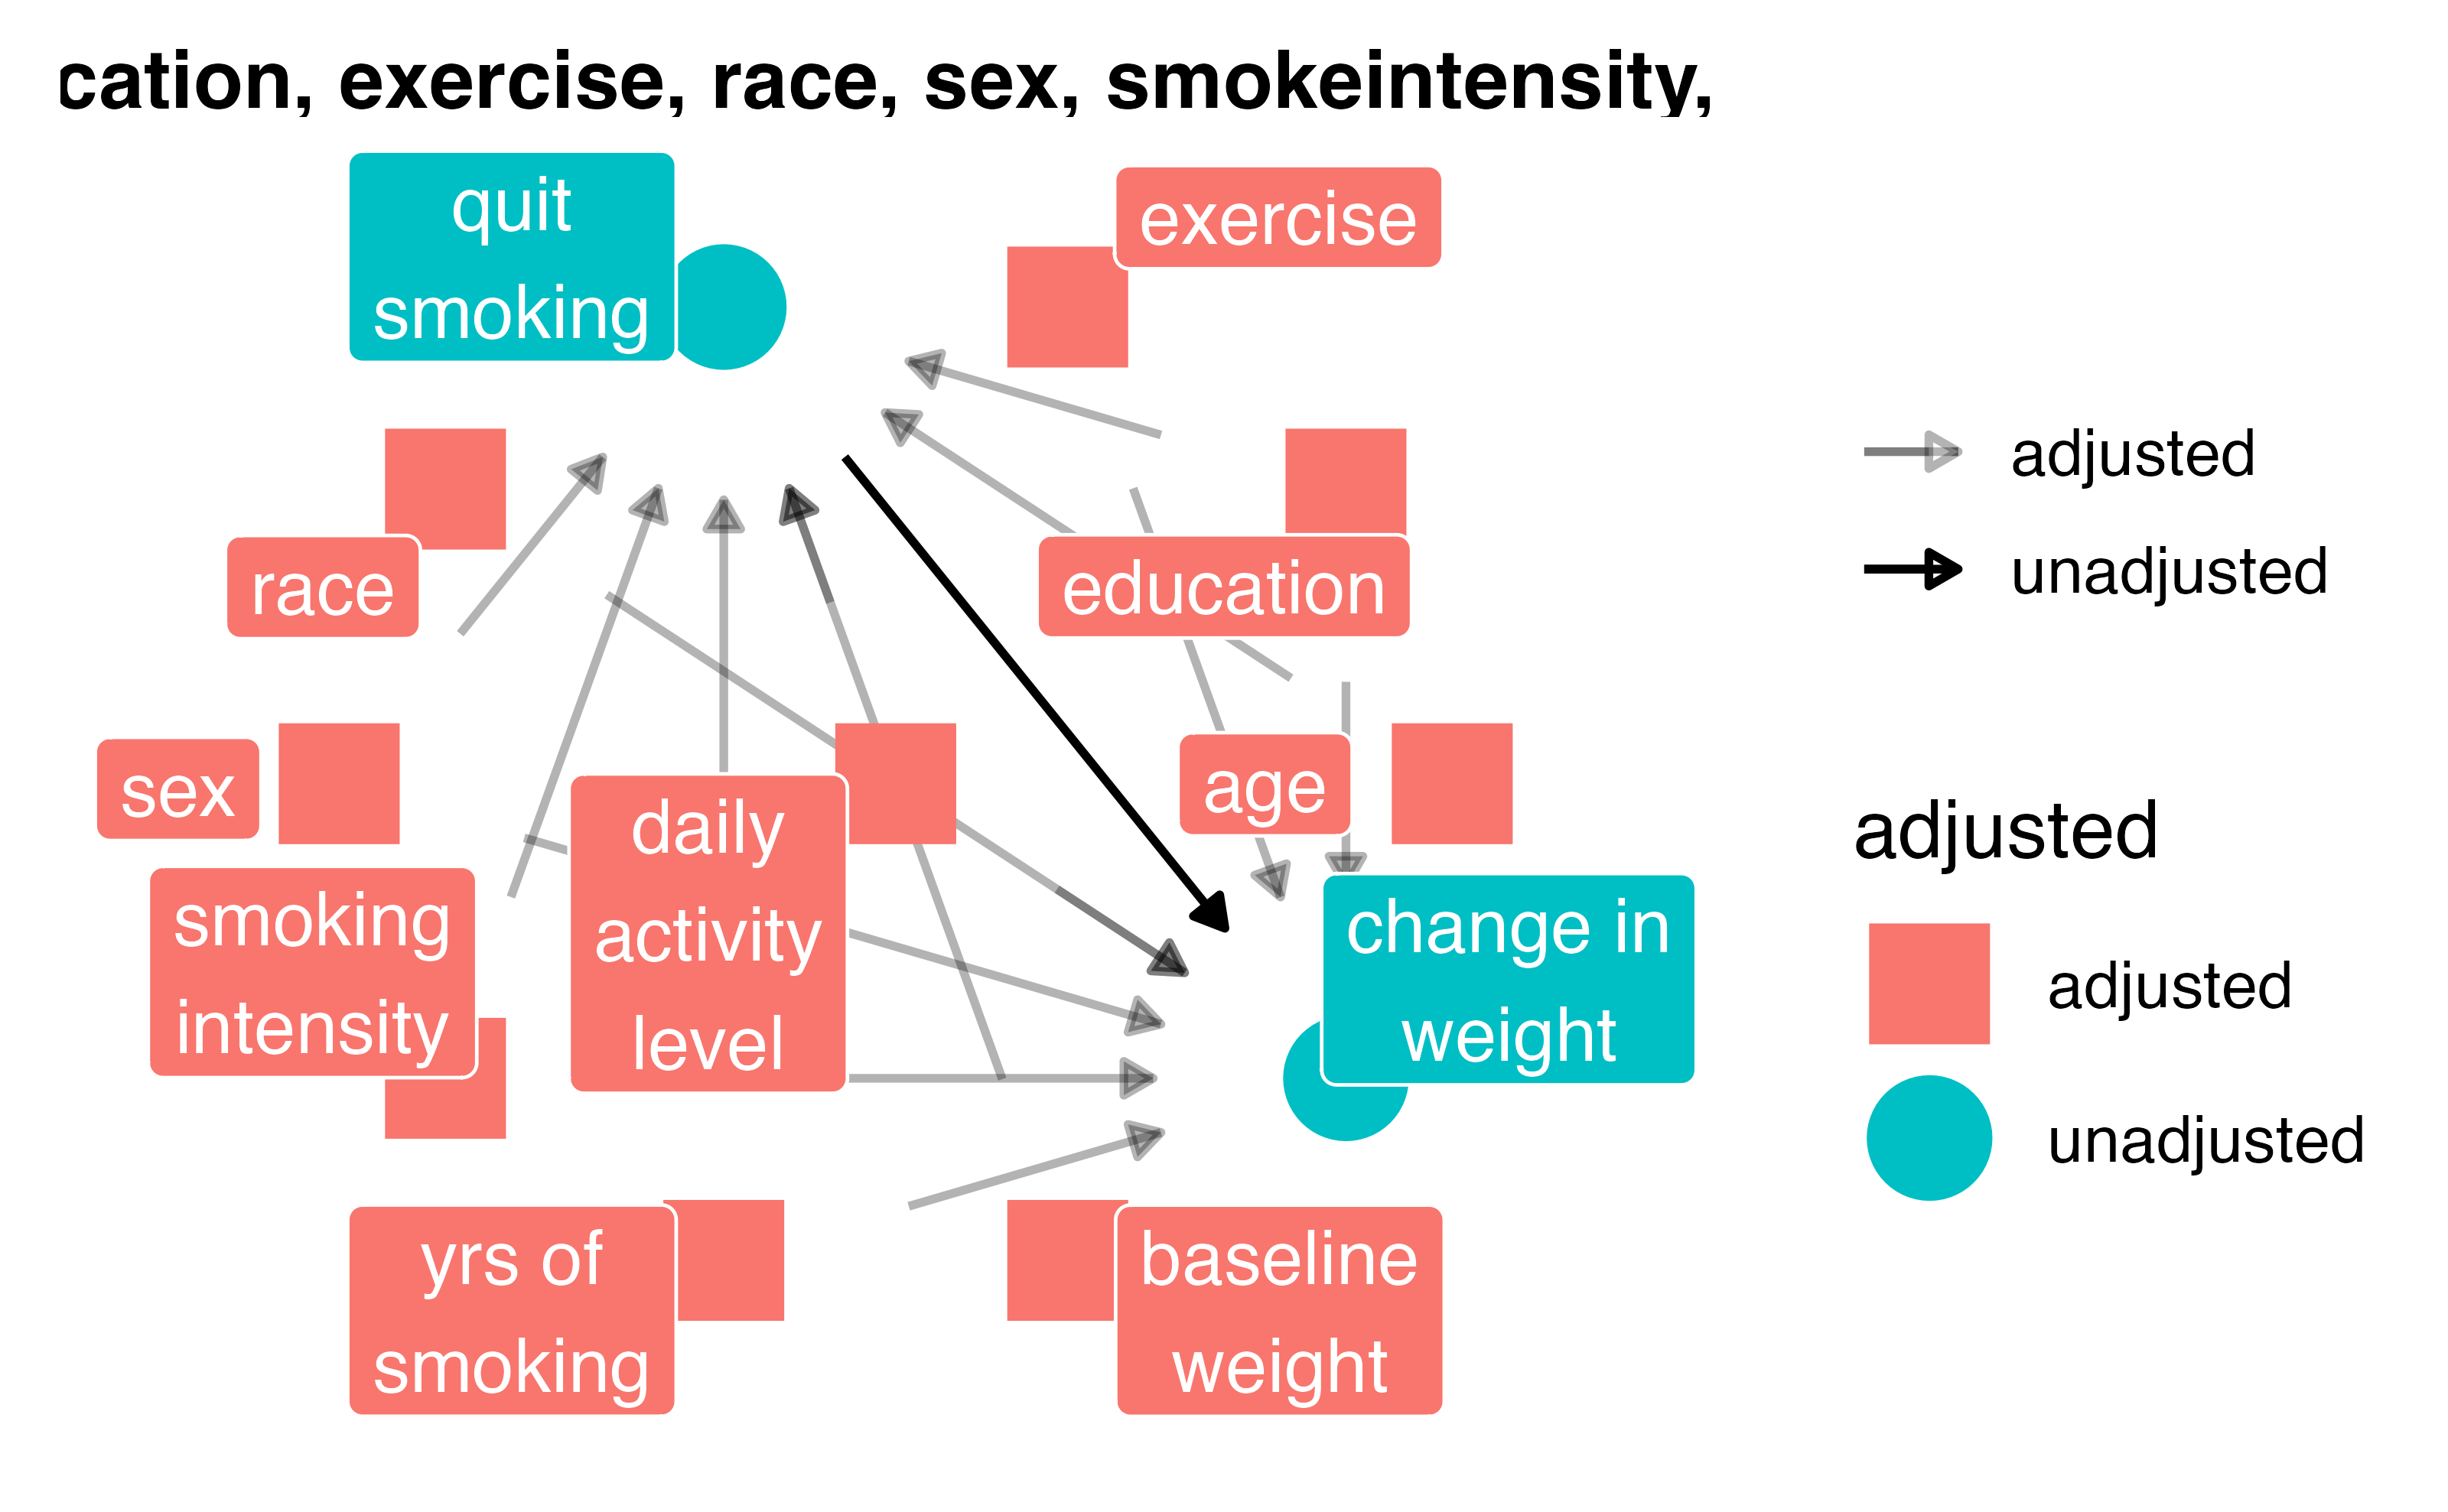 cation, exercise, race, sex, smokeintensity,
quit
smoking
exercise
race
education
sex
age
daily
activity
level
smoking
intensity
change in
weight
yrs of
smoking
baseline
weight
adjusted
unadjusted
adjusted
adjusted
unadjusted